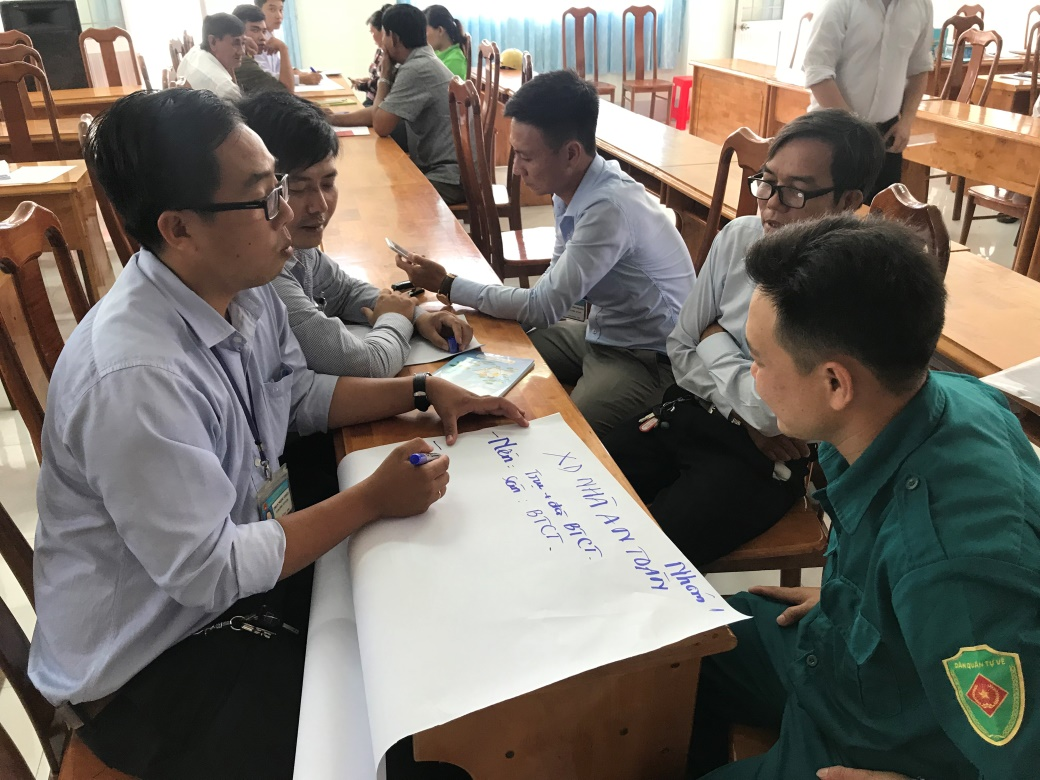 Nhóm 1
XD NHÀ AN TOÀN
- Nền: Trụ + đà BTCT.
Sàn: BTCT.
-
DÂN QUÂN TỰ VỆ